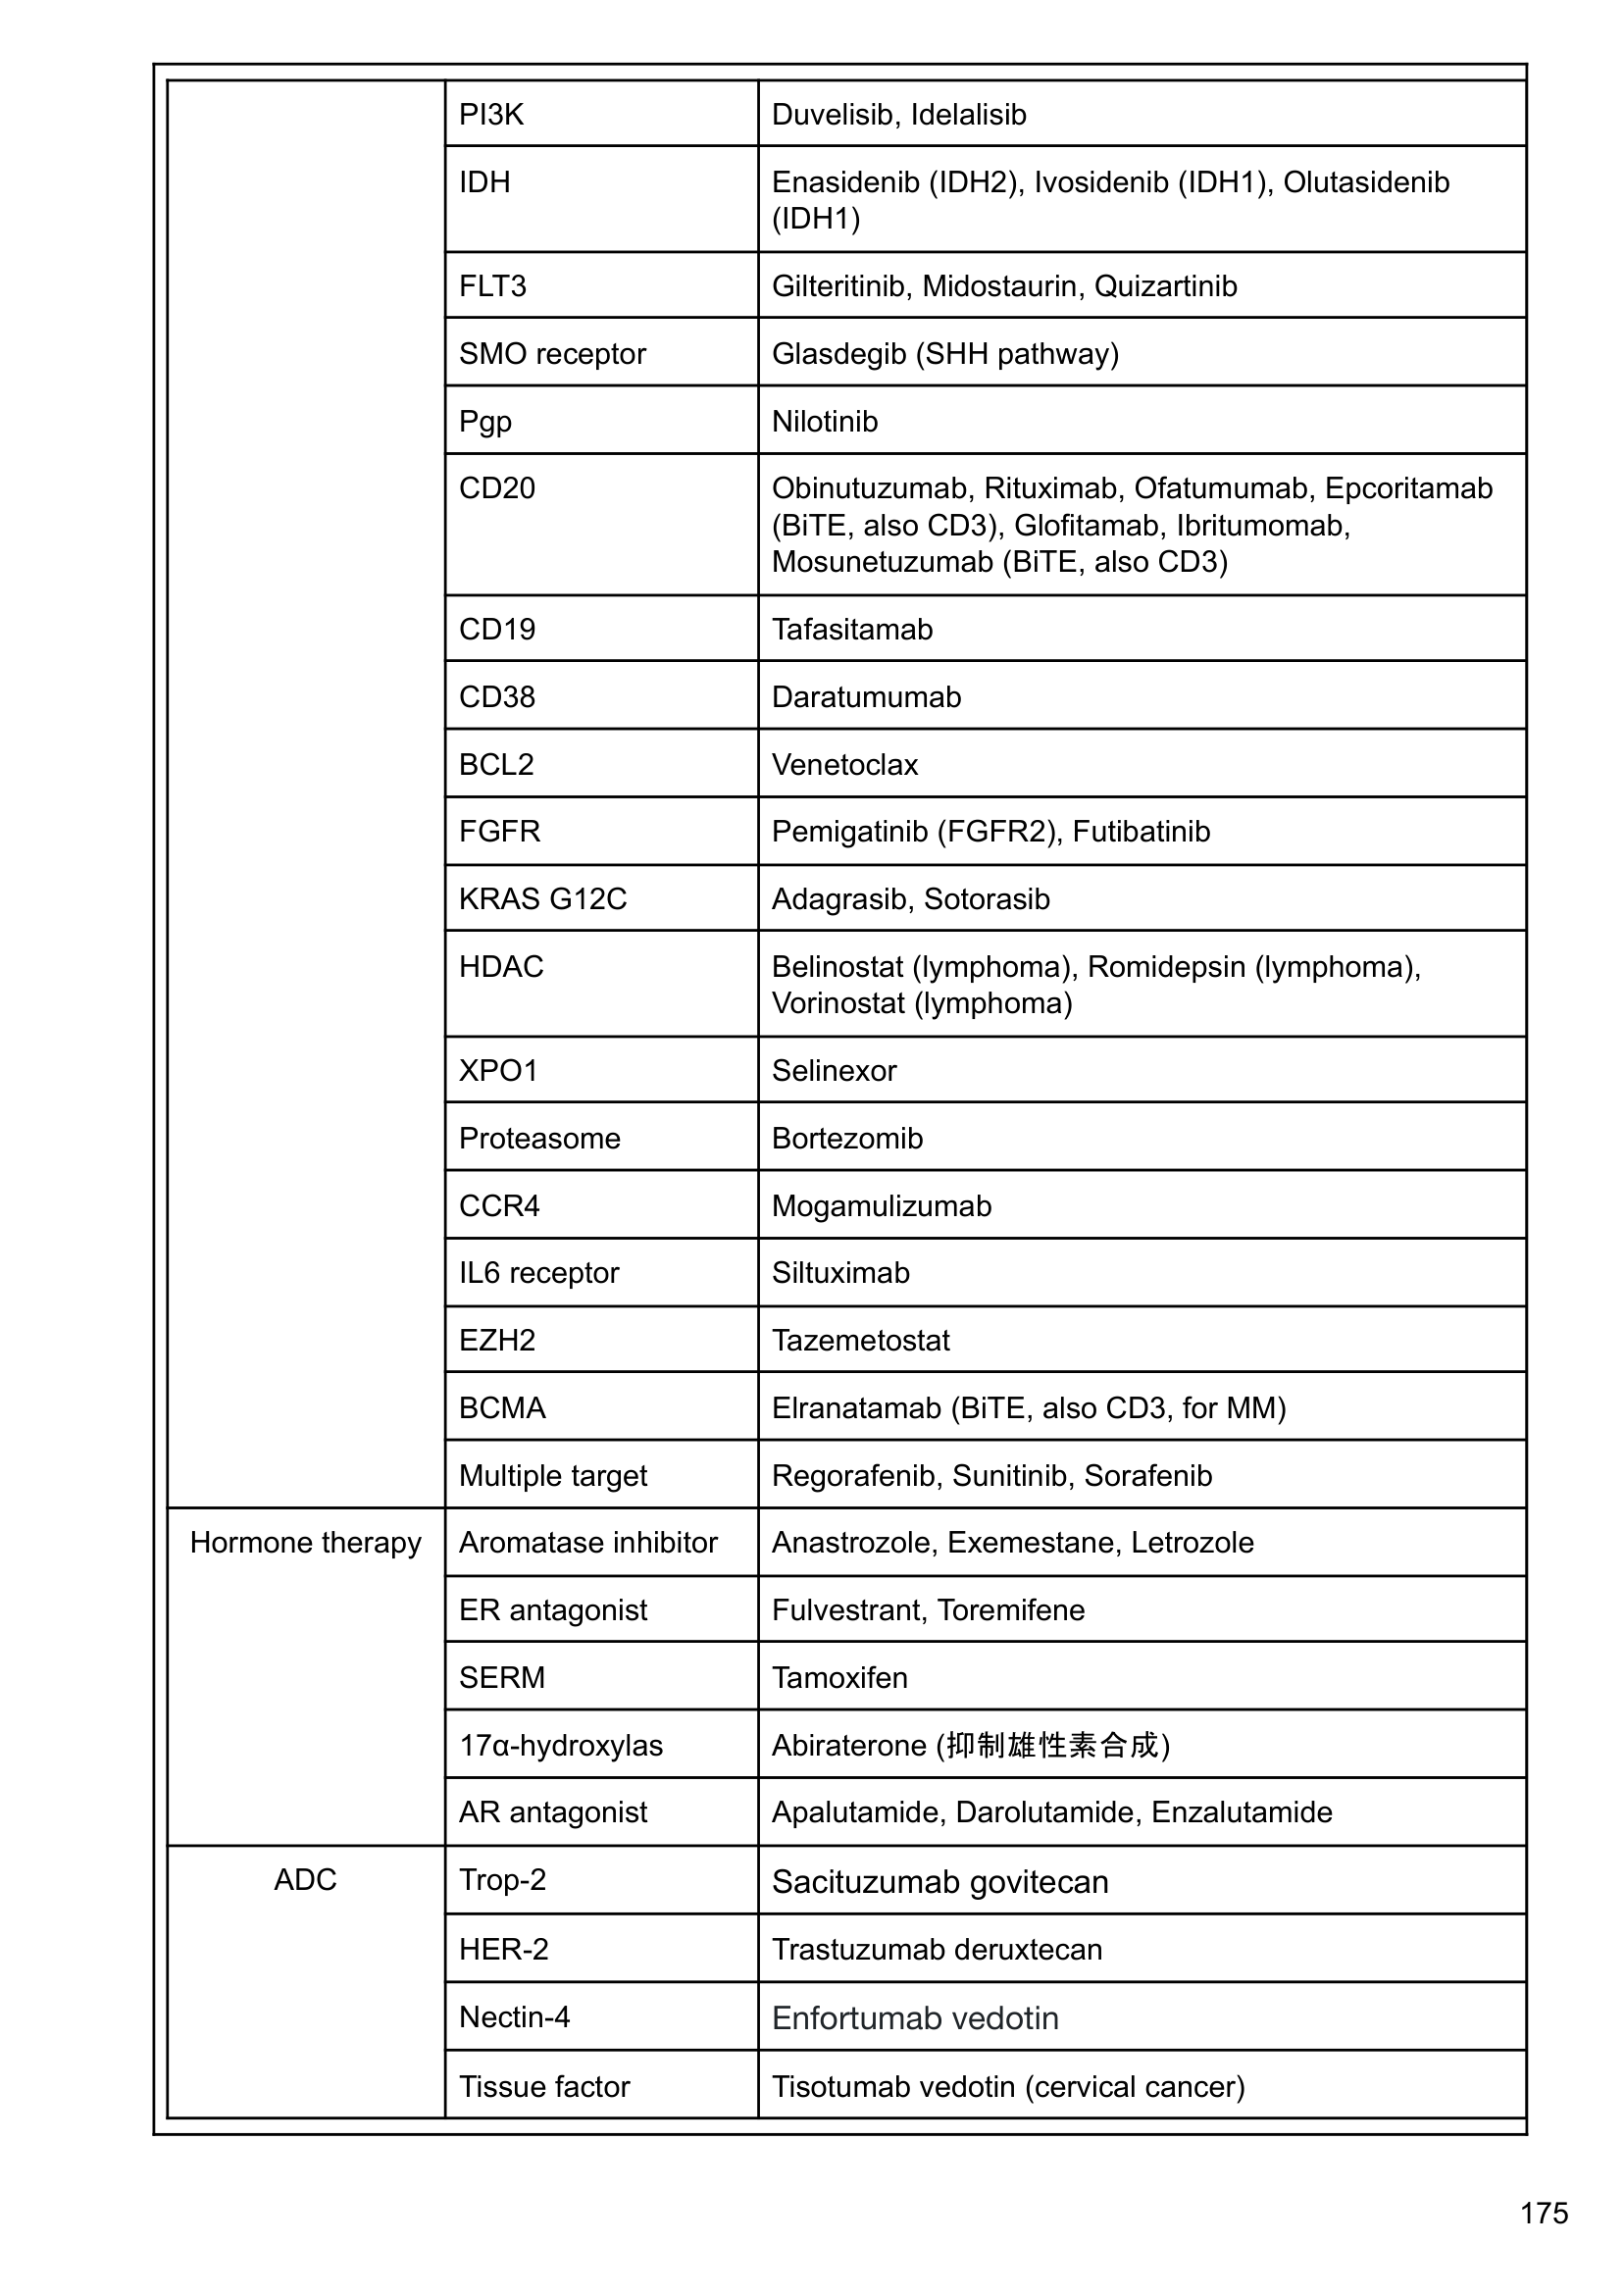 PI3K Duvelisib, Idelalisib
IDH Enasidenib (IDH2), Ivosidenib (IDH1), Olutasidenib
(IDH1)
FLT3 Gilteritinib, Midostaurin, Quizartinib
SMO receptor Glasdegib (SHH pathway)
Pgp Nilotinib
CD20 Obinutuzumab, Rituximab, Ofatumumab, Epcoritamab
(BiTE, also CD3), Glofitamab, Ibritumomab,
Mosunetuzumab (BiTE, also CD3)
CD19 Tafasitamab
CD38 Daratumumab
BCL2 Venetoclax
FGFR Pemigatinib (FGFR2), Futibatinib
KRAS G12C Adagrasib, Sotorasib
HDAC Belinostat (lymphoma), Romidepsin (lymphoma),
Vorinostat (lymphoma)
XPO1 Selinexor
Proteasome Bortezomib
CCR4 Mogamulizumab
IL6 receptor Siltuximab
EZH2 Tazemetostat
BCMA Elranatamab (BiTE, also CD3, for MM)
Multiple target Regorafenib, Sunitinib, Sorafenib
Hormone therapy Aromatase inhibitor Anastrozole, Exemestane, Letrozole
ER antagonist Fulvestrant, Toremifene
SERM Tamoxifen
17α-hydroxylas Abiraterone (抑制雄性素合成)
AR antagonist Apalutamide, Darolutamide, Enzalutamide
ADC Trop-2 Sacituzumab govitecan
HER-2 Trastuzumab deruxtecan
Nectin-4 Enfortumab vedotin
Tissue factor Tisotumab vedotin (cervical cancer)
175